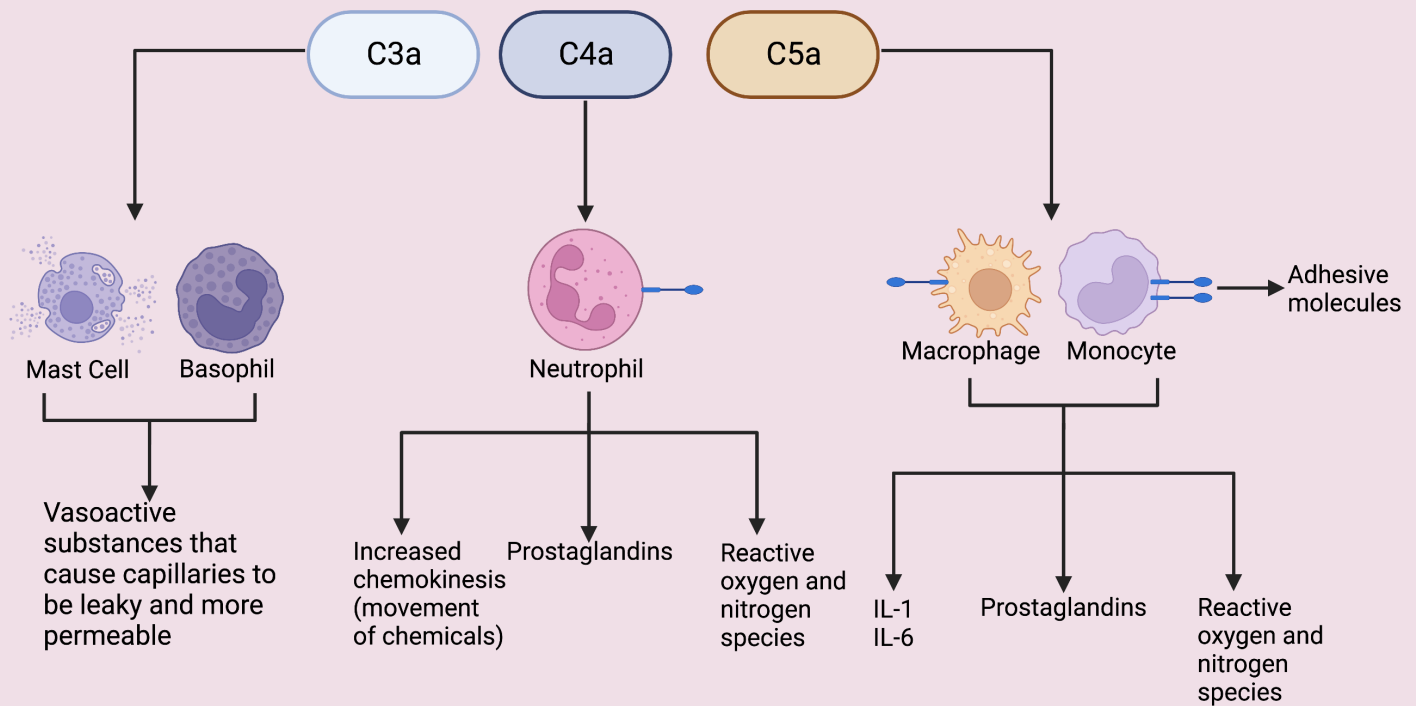 C3a
C4a
C5a
Adhesive
molecules
Mast Cell
Basophil
Neutrophil
Macrophage
Monocyte
Vasoactive
substances that
cause capillaries to
be leaky and more
permeable
Increased
chemokinesis
(movement
of chemicals)
Prostaglandins
Reactive
oxygen and
nitrogen
species
IL-1
IL-6
Prostaglandins
Reactive
oxygen and
nitrogen
species